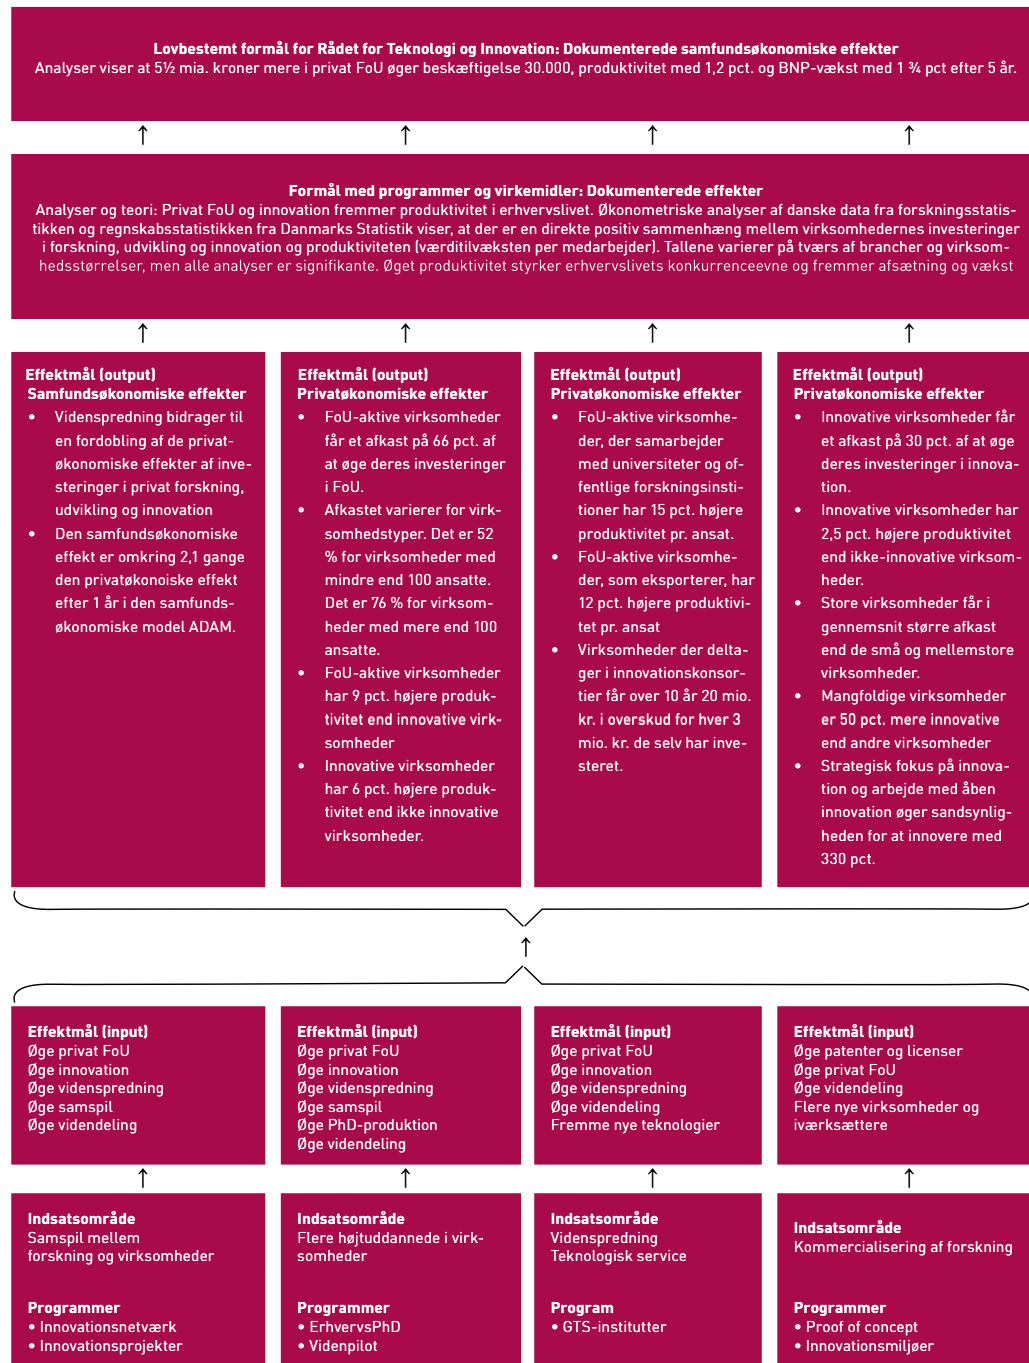 Lovbestemt formål for Rådet for Teknologi og Innovation: Dokumenterede samfundsøkonomiske effekter
Analyser viser at 5½ mia. kroner mere i privat FoU øger beskæftigelse 30.000, produktivitet med 1,2 pct. og BNP-vækst med 1 ¾ pct efter 5 år.
↑ ↑ ↑ ↑
Formål med programmer og virkemidler: Dokumenterede effekter
Analyser og teori: Privat FoU og innovation fremmer produktivitet i erhvervslivet. Økonometriske analyser af danske data fra forskningsstatis-
tikken og regnskabsstatistikken fra Danmarks Statistik viser, at der er en direkte positiv sammenhæng mellem virksomhedernes investeringer
i forskning, udvikling og innovation og produktiviteten (værditilvæksten per medarbejder). Tallene varierer på tværs af brancher og virksom-
hedsstørrelser, men alle analyser er signifikante. Øget produktivitet styrker erhvervslivets konkurrenceevne og fremmer afsætning og vækst
↑ ↑ ↑ ↑
Effektmål (output)
Samfundsøkonomiske effekter
• Videnspredning bidrager til
en fordobling af de privat-
økonomiske effekter af inve-
steringer i privat forskning,
udvikling og innovation
• Den samfundsøkonomiske
effekt er omkring 2,1 gange
den privatøkonoiske effekt
efter 1 år i den samfunds-
økonomiske model ADAM.
Effektmål (output)
Privatøkonomiske effekter
• FoU-aktive virksomheder
får et afkast på 66 pct. af
at øge deres investeringer
i FoU.
• Afkastet varierer for virk-
somhedstyper. Det er 52
% for virksomheder med
mindre end 100 ansatte.
Det er 76 % for virksom-
heder med mere end 100
ansatte.
• FoU-aktive virksomheder
har 9 pct. højere produk-
tivitet end innovative virk-
somheder
• Innovative virksomheder
har 6 pct. højere produk-
tivitet end ikke innovative
virksomheder.
Effektmål (output)
Privatøkonomiske effekter
• FoU-aktive virksomhe-
der, der samarbejder
med universiteter og of-
fentlige forskningsinsti-
tioner har 15 pct. højere
produktivitet pr. ansat.
• FoU-aktive virksomhe-
der, som eksporterer, har
12 pct. højere produktivi-
tet pr. ansat
• Virksomheder der delta-
ger i innovationskonsor-
tier får over 10 år 20 mio.
kr. i overskud for hver 3
mio. kr. de selv har inve-
steret.
Effektmål (output)
Privatøkonomiske effekter
• Innovative virksomheder får
et afkast på 30 pct. af at øge
deres investeringer i innova-
tion.
• Innovative virksomheder har
2,5 pct. højere produktivitet
end ikke-innovative virksom-
heder.
• Store virksomheder får i
gennemsnit større afkast
end de små og mellemstore
virksomheder.
• Mangfoldige virksomheder
er 50 pct. mere innovative
end andre virksomheder
• Strategisk fokus på innova-
tion og arbejde med åben
innovation øger sandsynlig-
heden for at innovere med
330 pct.
↑
Effektmål (input)
Øge privat FoU
Øge innovation
Øge videnspredning
Øge samspil
Øge videndeling
Effektmål (input)
Øge privat FoU
Øge innovation
Øge videnspredning
Øge samspil
Øge PhD-produktion
Øge videndeling
Effektmål (input)
Øge privat FoU
Øge innovation
Øge videnspredning
Øge videndeling
Fremme nye teknologier
Effektmål (input)
Øge patenter og licenser
Øge privat FoU
Øge videndeling
Flere nye virksomheder og
iværksættere
↑ ↑ ↑ ↑
Indsatsområde
Samspil mellem
forskning og virksomheder
Programmer
• Innovationsnetværk
• Innovationsprojekter
Indsatsområde
Flere højtuddannede i virk-
somheder
Programmer
• ErhvervsPhD
• Videnpilot
Indsatsområde
Videnspredning
Teknologisk service
Program
• GTS-institutter
Indsatsområde
Kommercialisering af forskning
Programmer
• Proof of concept
• Innovationsmiljøer